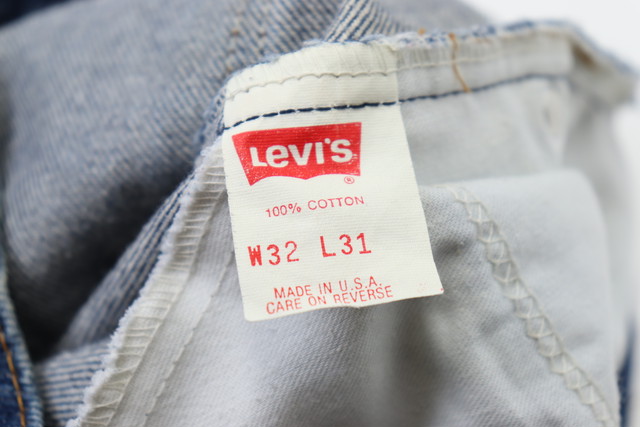 Levi's
®
100% COTTON
W32 L31
MADE IN U.S.A.
CARE ON REVERSE